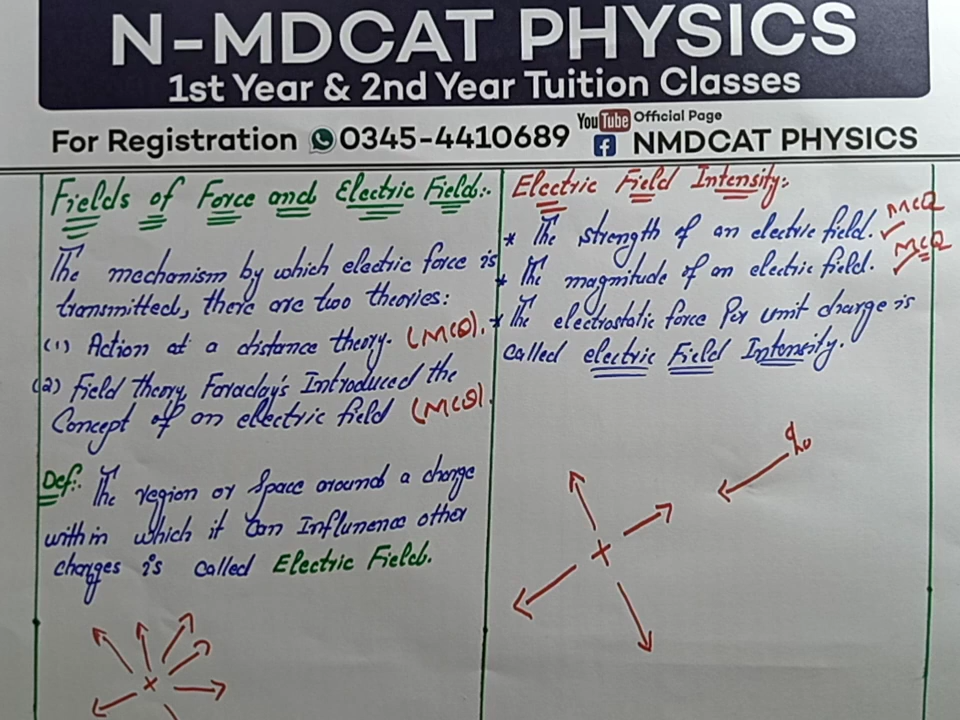 N-MDCAT PHYSICS
1st Year & 2nd Year Tuition Classes
For Registration 0345-4410689 YouTube Official Page
NMDCAT PHYSICS
Fields of Force and Electric Field:-
The mechanism by which electric force is
transmitted, there are two theories:
(1) Action at a distance theory. (MCQ).
(2) Field theory, Faraday's Introduced the
Concept of an electric field (MCQ).
Def:. The region or Space around a charge
within which it Can Influnence other
charges is called Electric Field.
Electric Field Intensity:
* The strength of an electric field. MCQ
* The magnitude of an electric field. MCQ
* The electrostatic force Per unit charge is
called electric Field Intensity.
q₀